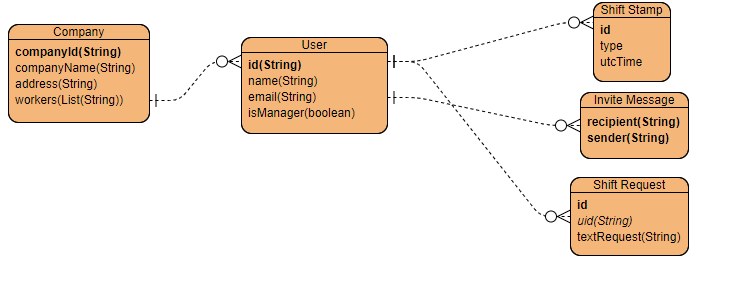 Company
companyId(String)
companyName(String)
address(String)
workers(List(String))
User
id(String)
name(String)
email(String)
isManager(boolean)
Shift Stamp
id
type
utcTime
Invite Message
recipient(String)
sender(String)
Shift Request
id
uid(String)
textRequest(String)